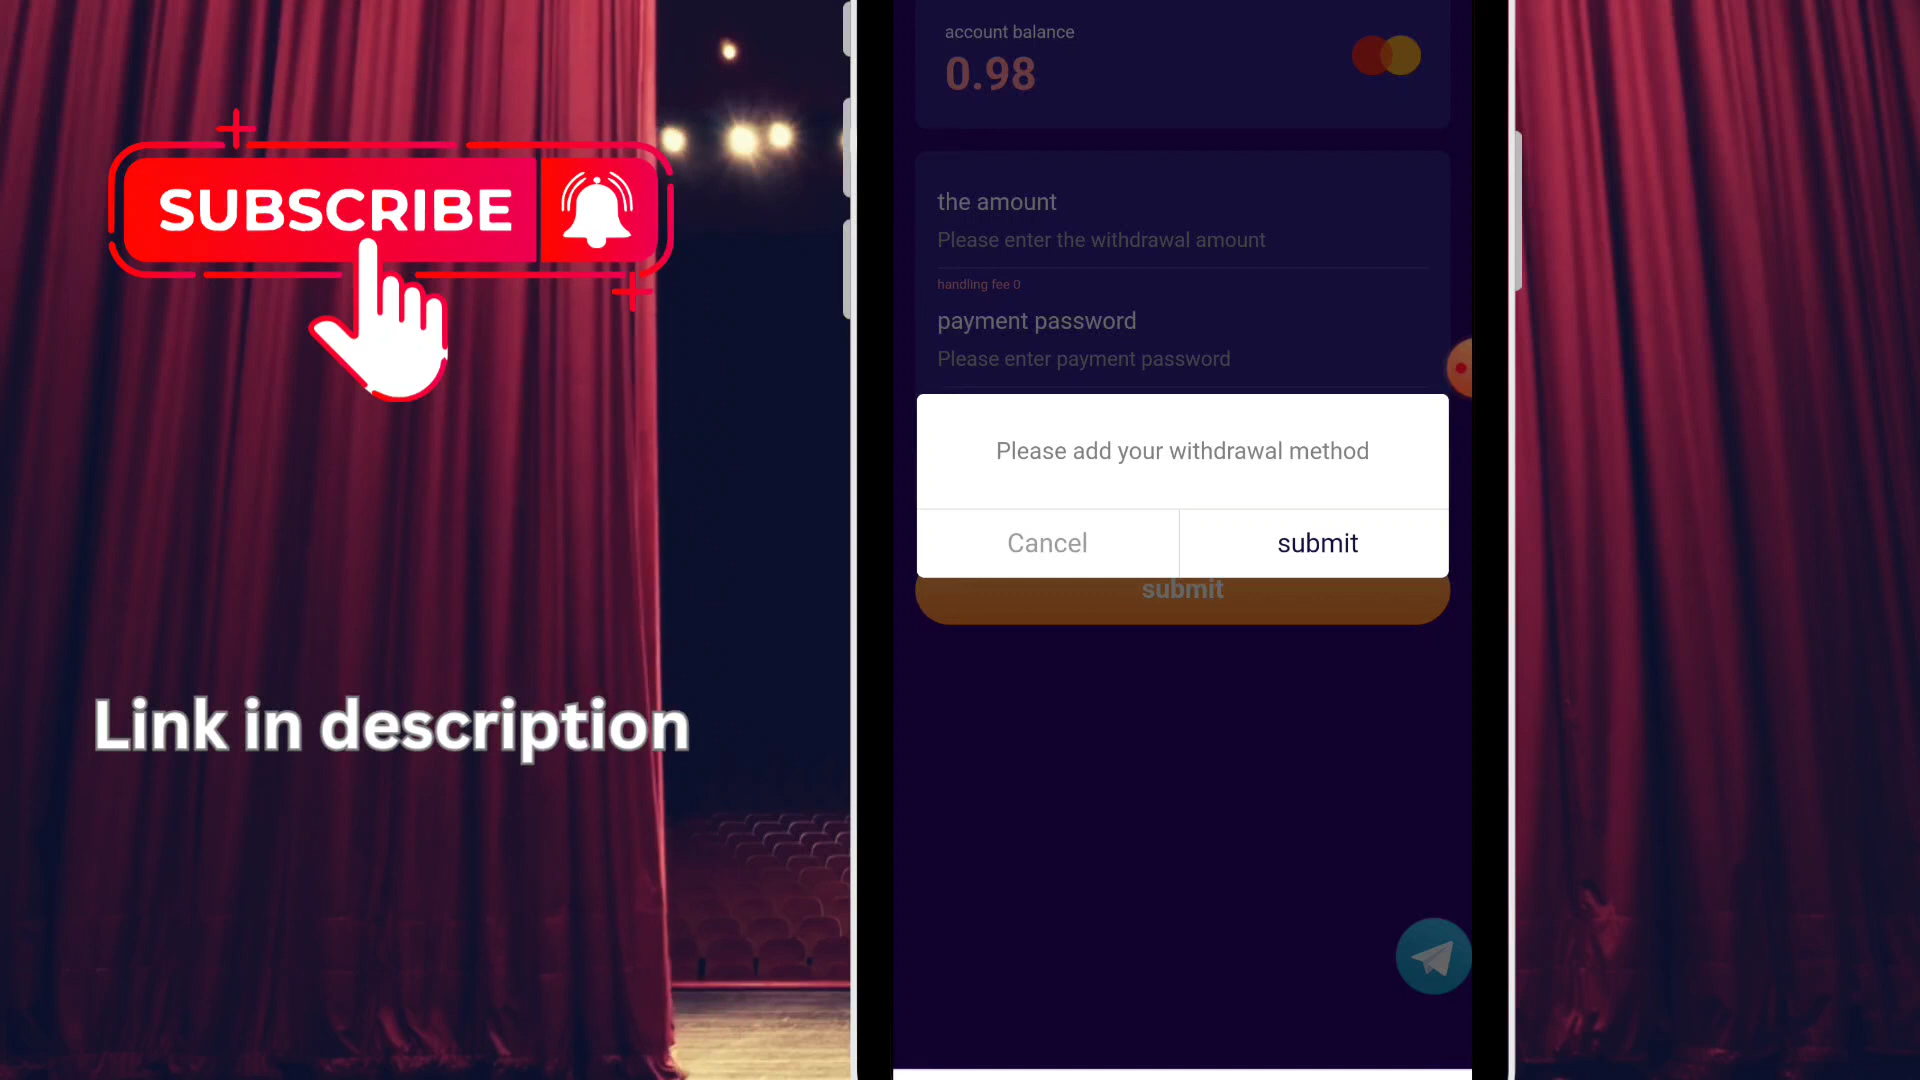 SUBSCRIBE
Link in description
account balance
0.98
the amount
Please enter the withdrawal amount
handling fee 0
payment password
Please enter payment password
Please add your withdrawal method
Cancel
submit
submit